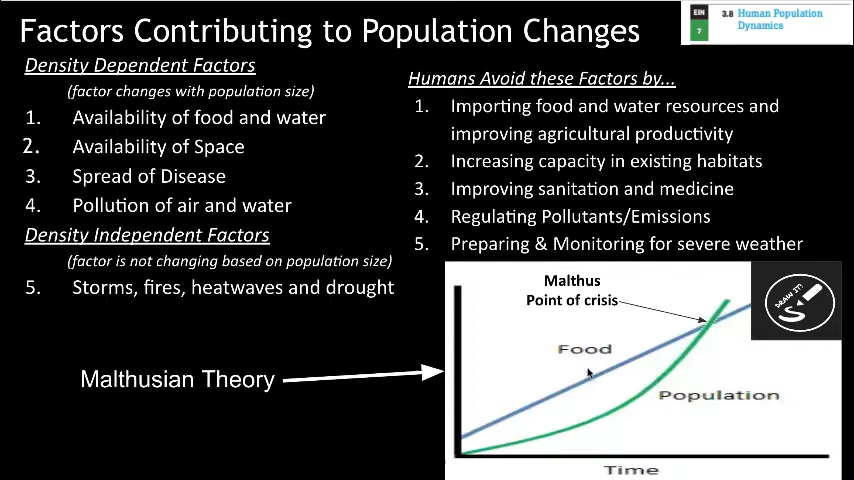 Factors Contributing to Population Changes
EIN
7
3.8 Human Population
Dynamics
Density Dependent Factors
(factor changes with population size)
1. Availability of food and water
2. Availability of Space
3. Spread of Disease
4. Pollution of air and water
Density Independent Factors
(factor is not changing based on population size)
5. Storms, fires, heatwaves and drought
Humans Avoid these Factors by...
1. Importing food and water resources and
improving agricultural productivity
2. Increasing capacity in existing habitats
3. Improving sanitation and medicine
4. Regulating Pollutants/Emissions
5. Preparing & Monitoring for severe weather
Malthusian Theory
Malthus
Point of crisis
DRAW IT!
Food
Population
Time